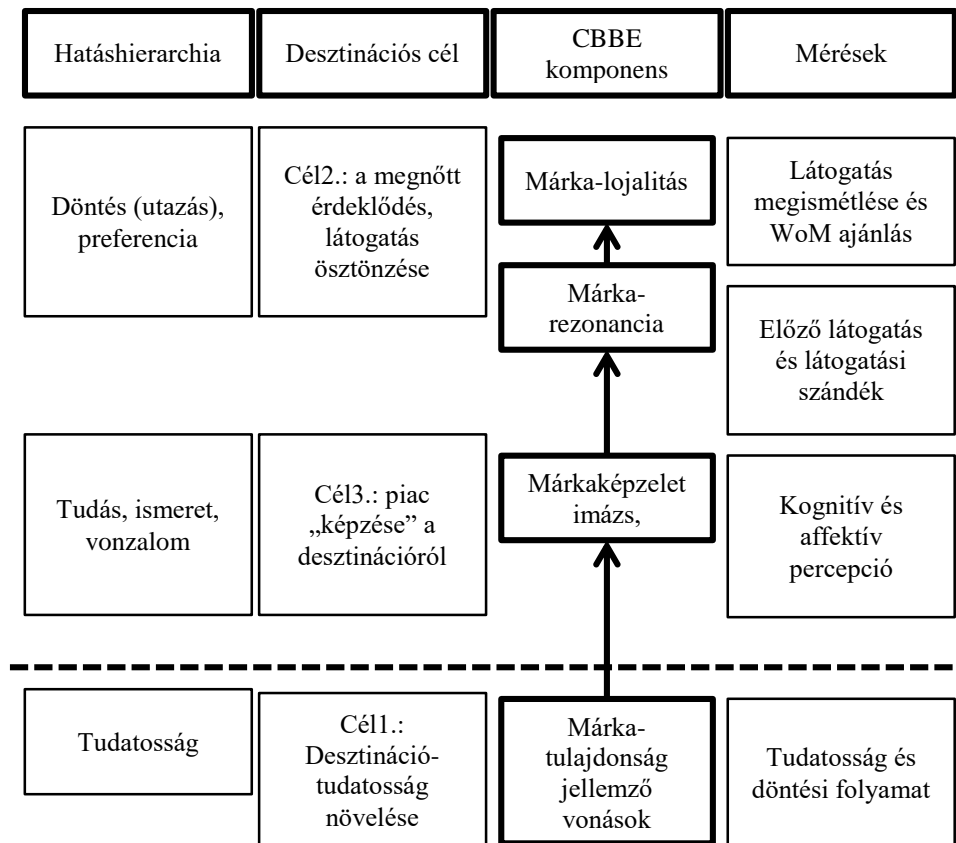 Hatáshierarchia
Desztinációs cél
CBBE
komponens
Mérések
Döntés (utazás),
preferencia
Cél2.: a megnőtt
érdeklődés,
látogatás
ösztönzése
Márka-lojalitás
Látogatás
megismétlése és
WoM ajánlás
Márka-
rezonancia
Előző látogatás
és látogatási
szándék
Tudás, ismeret,
vonzalom
Cél3.: piac
„képzése” a
desztinációról
Márkaképzelet
imázs,
Kognitív és
affektív
percepció
Tudatosság
Cél1.:
Desztináció-
tudatosság
növelése
Márka-
tulajdonság
jellemző
vonások
Tudatosság és
döntési folyamat